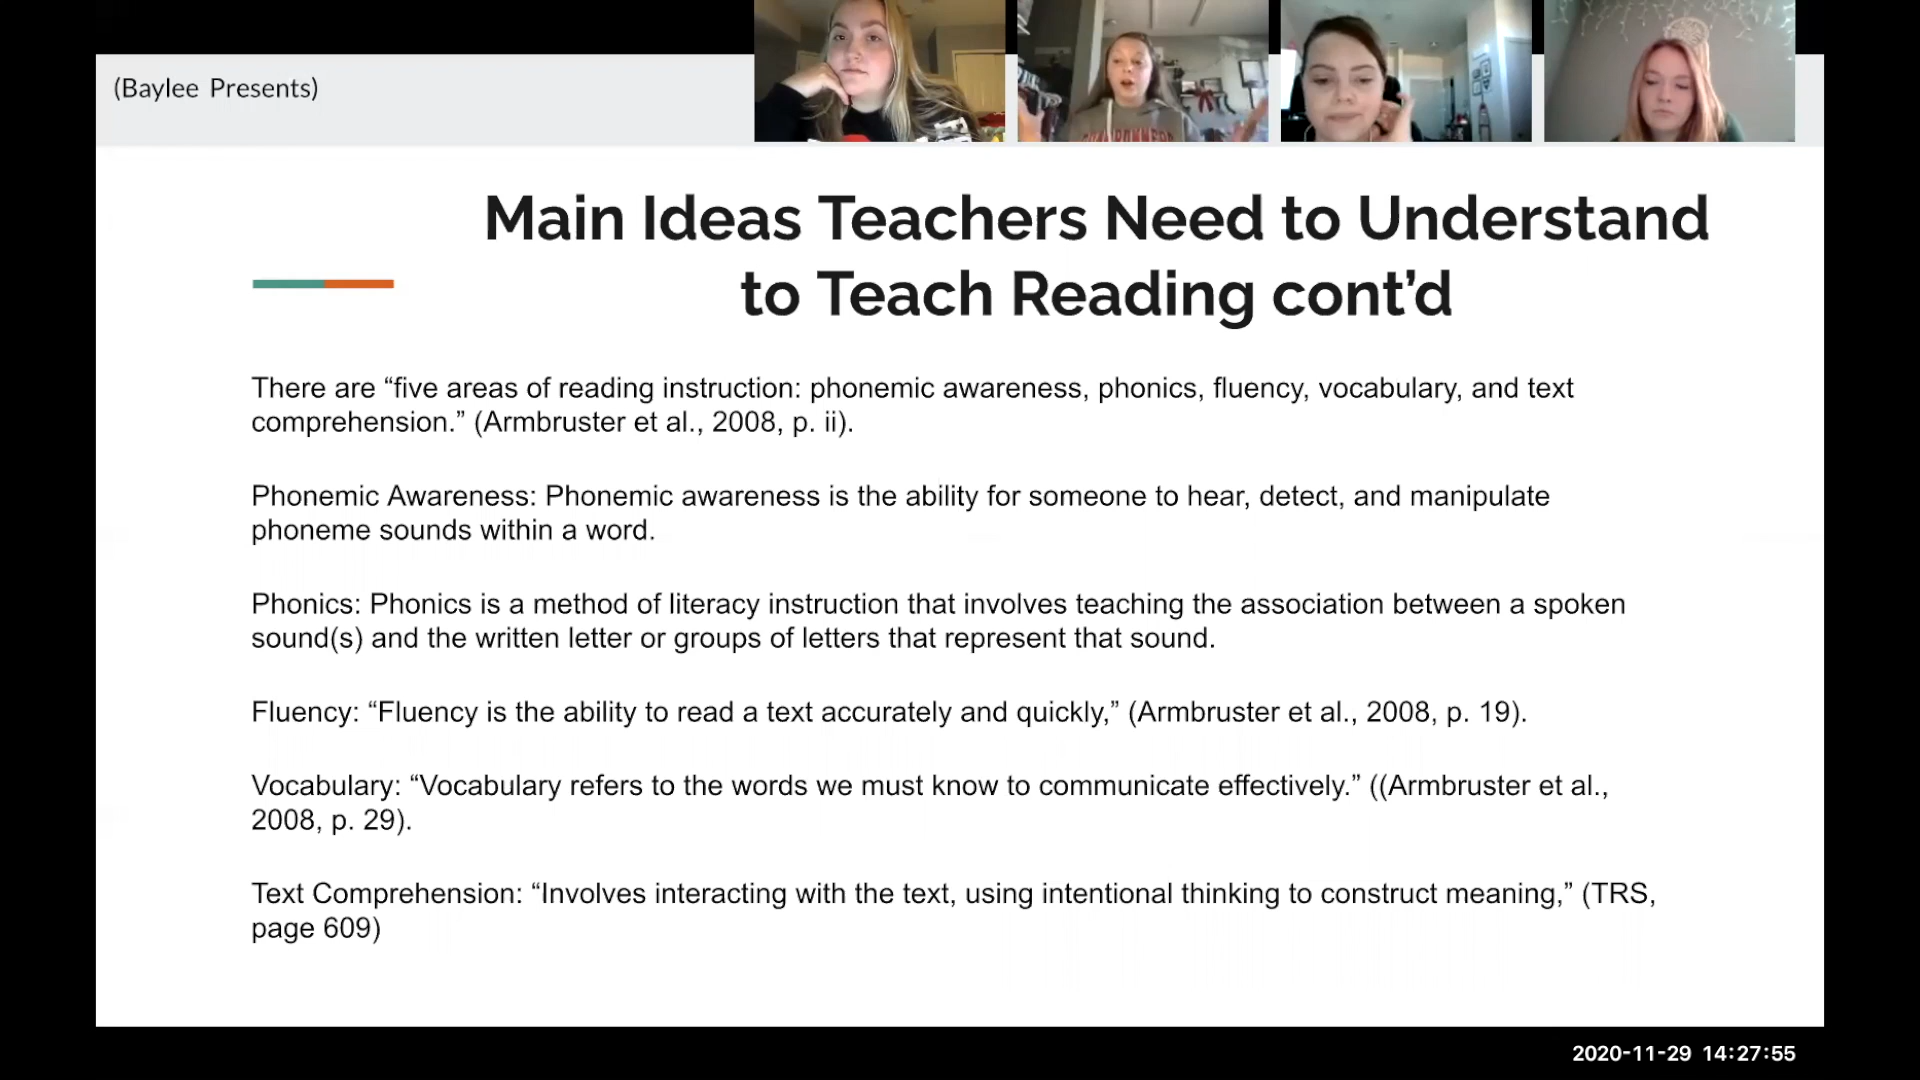 (Baylee Presents)
Main Ideas Teachers Need to Understand
to Teach Reading cont’d
There are “five areas of reading instruction: phonemic awareness, phonics, fluency, vocabulary, and text
comprehension.” (Armbruster et al., 2008, p. ii).
Phonemic Awareness: Phonemic awareness is the ability for someone to hear, detect, and manipulate
phoneme sounds within a word.
Phonics: Phonics is a method of literacy instruction that involves teaching the association between a spoken
sound(s) and the written letter or groups of letters that represent that sound.
Fluency: “Fluency is the ability to read a text accurately and quickly,” (Armbruster et al., 2008, p. 19).
Vocabulary: “Vocabulary refers to the words we must know to communicate effectively.” ((Armbruster et al.,
2008, p. 29).
Text Comprehension: “Involves interacting with the text, using intentional thinking to construct meaning,” (TRS,
page 609)
2020-11-29 14:27:55